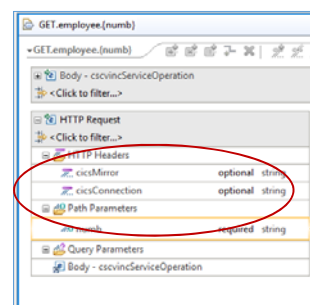 GET.employee.{numb}
GET.employee.{numb}
Body - cscvincServiceOperation
<Click to filter...>
HTTP Request
<Click to filter...>
HTTP Headers
cicsMirror optional string
cicsConnection optional string
Path Parameters
numb required string
Query Parameters
Body - cscvincServiceOperation